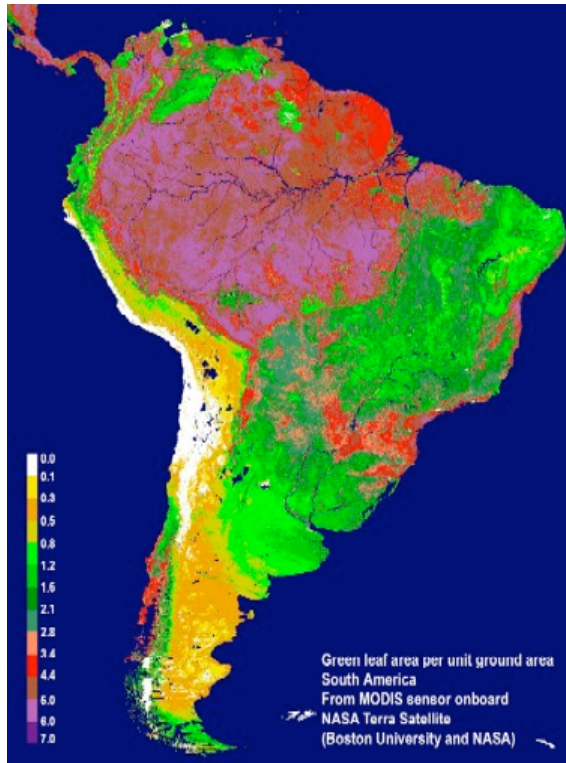 0.0
0.1
0.3
0.5
0.8
1.2
1.6
2.1
2.8
3.4
4.4
5.0
6.0
7.0
Green leaf area per unit ground area
South America
From MODIS sensor onboard
NASA Terra Satellite
(Boston University and NASA)